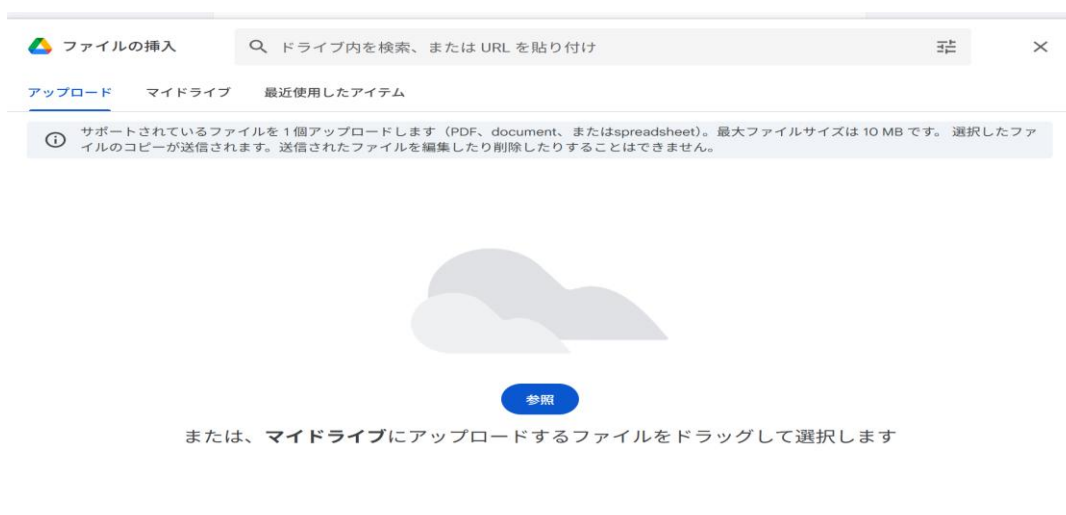 ファイルの挿入
ドライブ内を検索、または URL を貼り付け
アップロード マイドライブ 最近使用したアイテム
サポートされているファイルを 1 個アップロードします（PDF、document、またはspreadsheet）。最大ファイルサイズは 10 MB です。 選択したファ
イルのコピーが送信されます。送信されたファイルを編集したり削除したりすることはできません。
参照
または、マイドライブにアップロードするファイルをドラッグして選択します